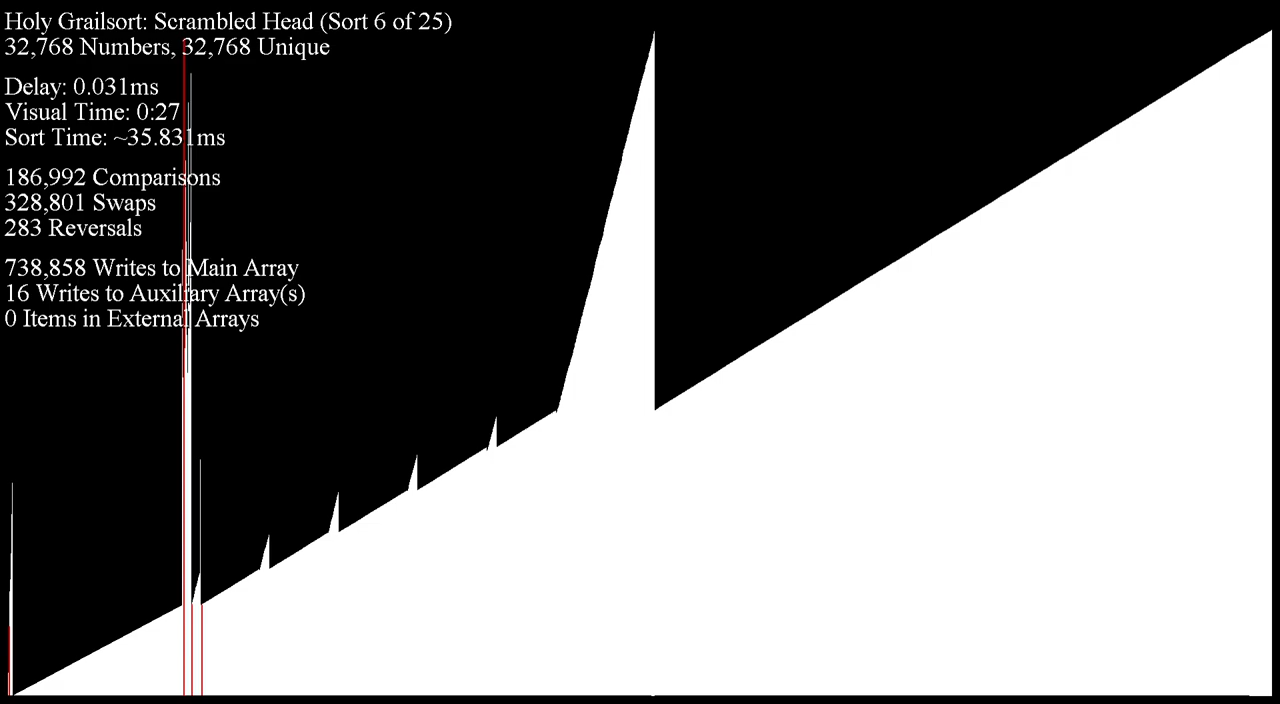 Holy Grailsort: Scrambled Head (Sort 6 of 25)
32,768 Numbers, 32,768 Unique
Delay: 0.031ms
Visual Time: 0:27
Sort Time: ~35.831ms
186,992 Comparisons
328,801 Swaps
283 Reversals
738,858 Writes to Main Array
16 Writes to Auxiliary Array(s)
0 Items in External Arrays